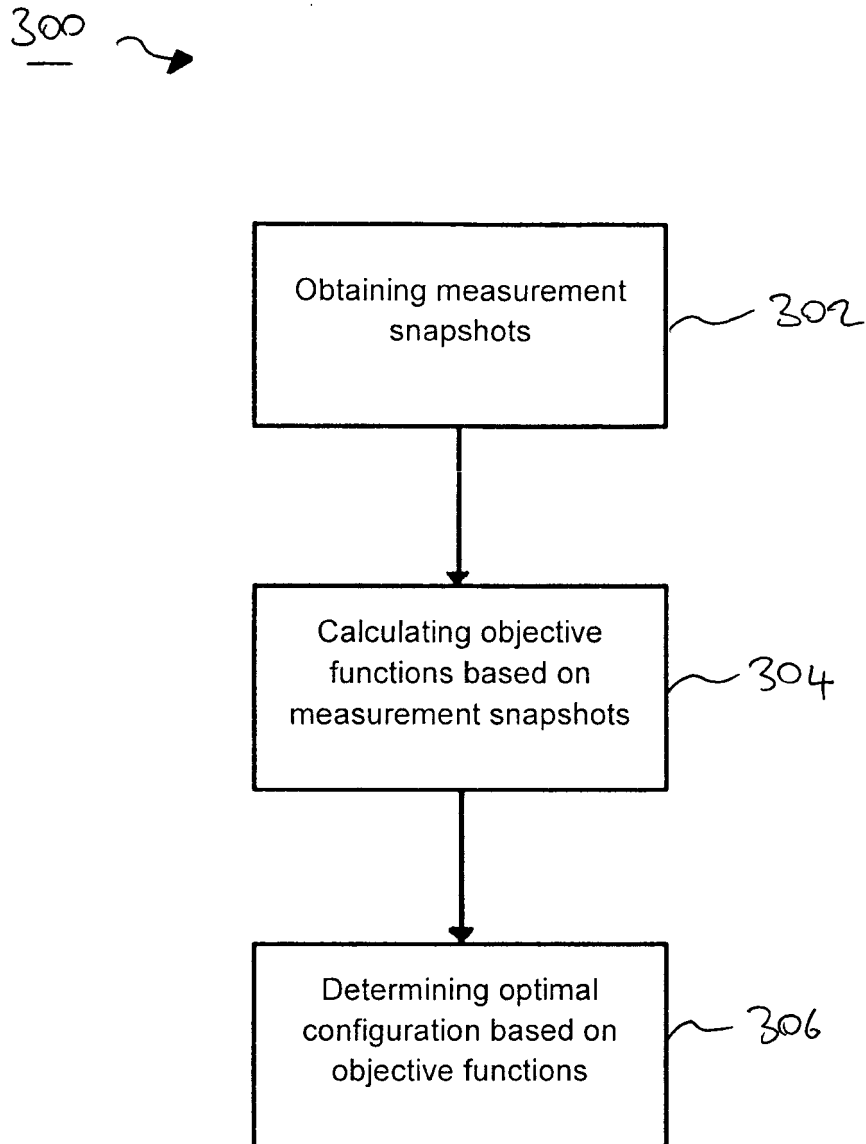 300
Obtaining measurement
snapshots
302
Calculating objective
functions based on
measurement snapshots
304
Determining optimal
configuration based on
objective functions
306